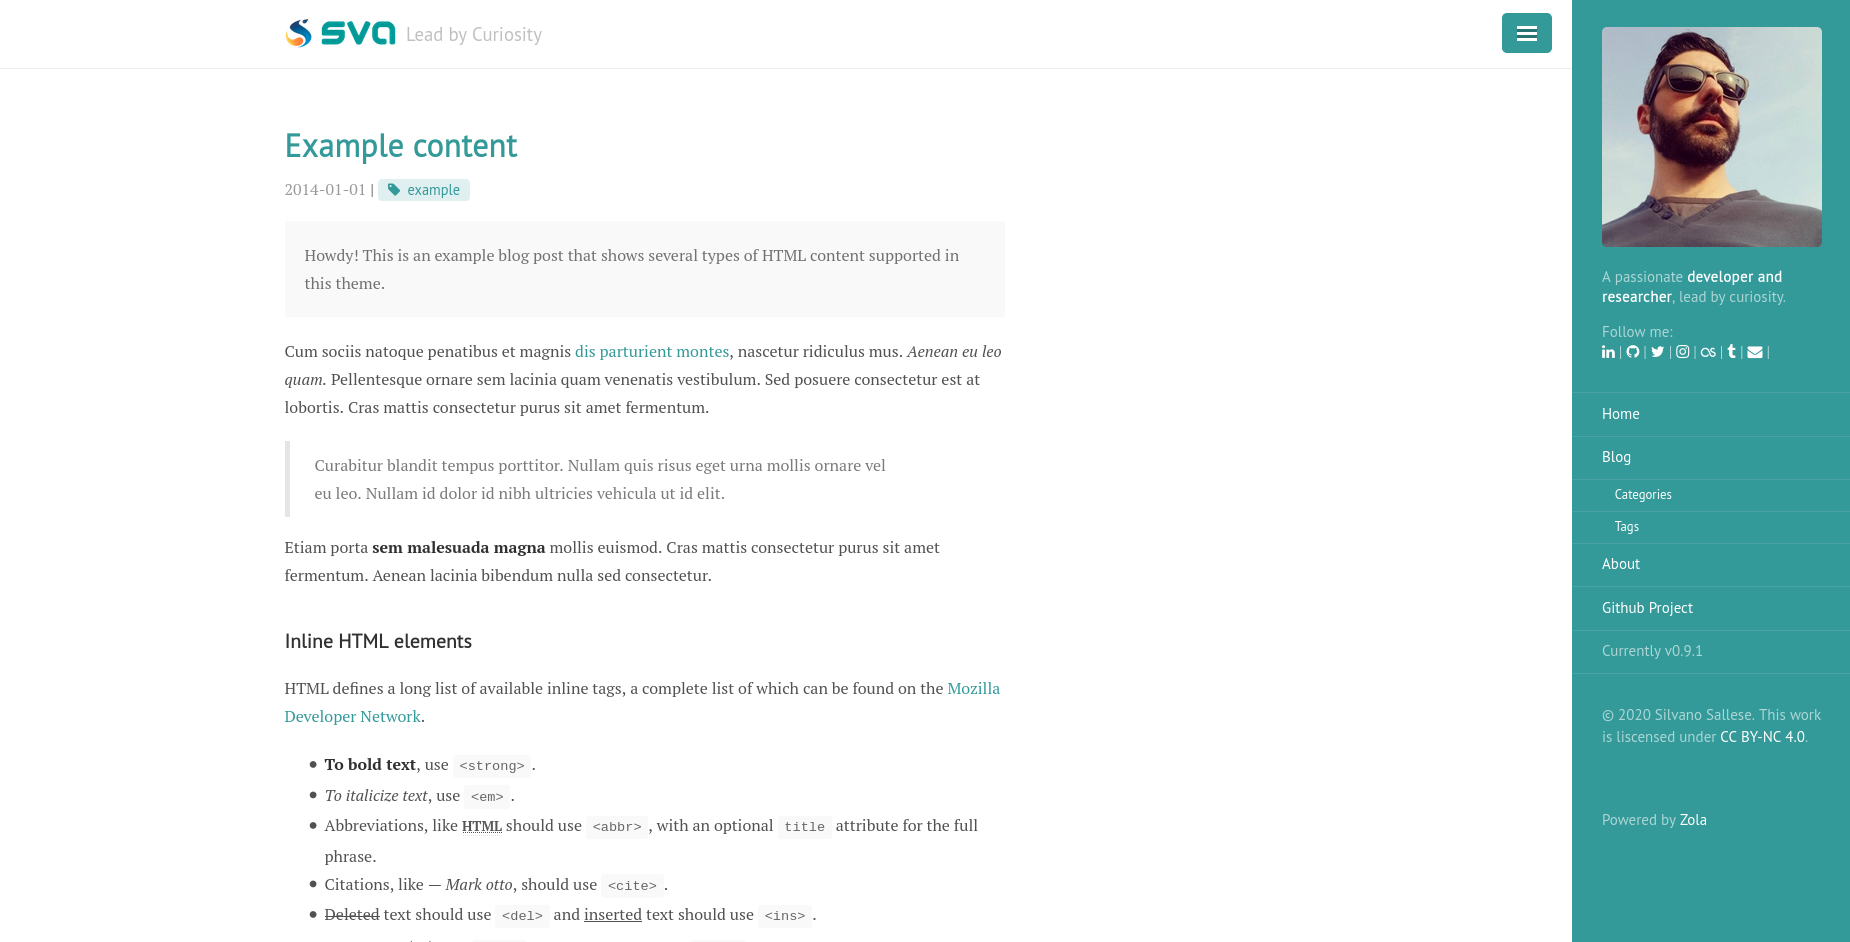 sva Lead by Curiosity
Example content
2014-01-01 | example
Howdy! This is an example blog post that shows several types of HTML content supported in
this theme.
Cum sociis natoque penatibus et magnis dis parturient montes, nascetur ridiculus mus. Aenean eu leo
quam. Pellentesque ornare sem lacinia quam venenatis vestibulum. Sed posuere consectetur est at
lobortis. Cras mattis consectetur purus sit amet fermentum.
Curabitur blandit tempus porttitor. Nullam quis risus eget urna mollis ornare vel
eu leo. Nullam id dolor id nibh ultricies vehicula ut id elit.
Etiam porta sem malesuada magna mollis euismod. Cras mattis consectetur purus sit amet
fermentum. Aenean lacinia bibendum nulla sed consectetur.
Inline HTML elements
HTML defines a long list of available inline tags, a complete list of which can be found on the Mozilla
Developer Network.
To bold text, use <strong>.
To italicize text, use <em>.
Abbreviations, like HTML should use <abbr>, with an optional title attribute for the full
phrase.
Citations, like — Mark otto, should use <cite>.
Deleted text should use <del> and inserted text should use <ins>.
A passionate developer and
researcher, lead by curiosity.
Follow me:
| | | | | | |
Home
Blog
Categories
Tags
About
Github Project
Currently v0.9.1
© 2020 Silvano Sallese. This work
is liscensed under CC BY-NC 4.0.
Powered by Zola